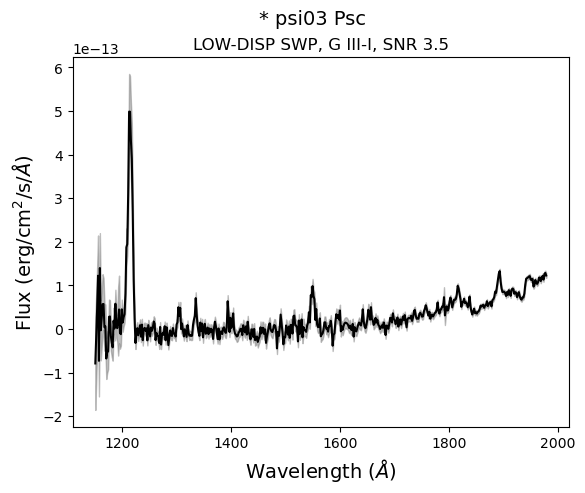 * psi03 Psc
LOW-DISP SWP, G III-I, SNR 3.5
1e−13
6
5
4
3
2
1
0
−1
−2
Flux (erg/cm²/s/Å)
1200 1400 1600 1800 2000
Wavelength (Å)